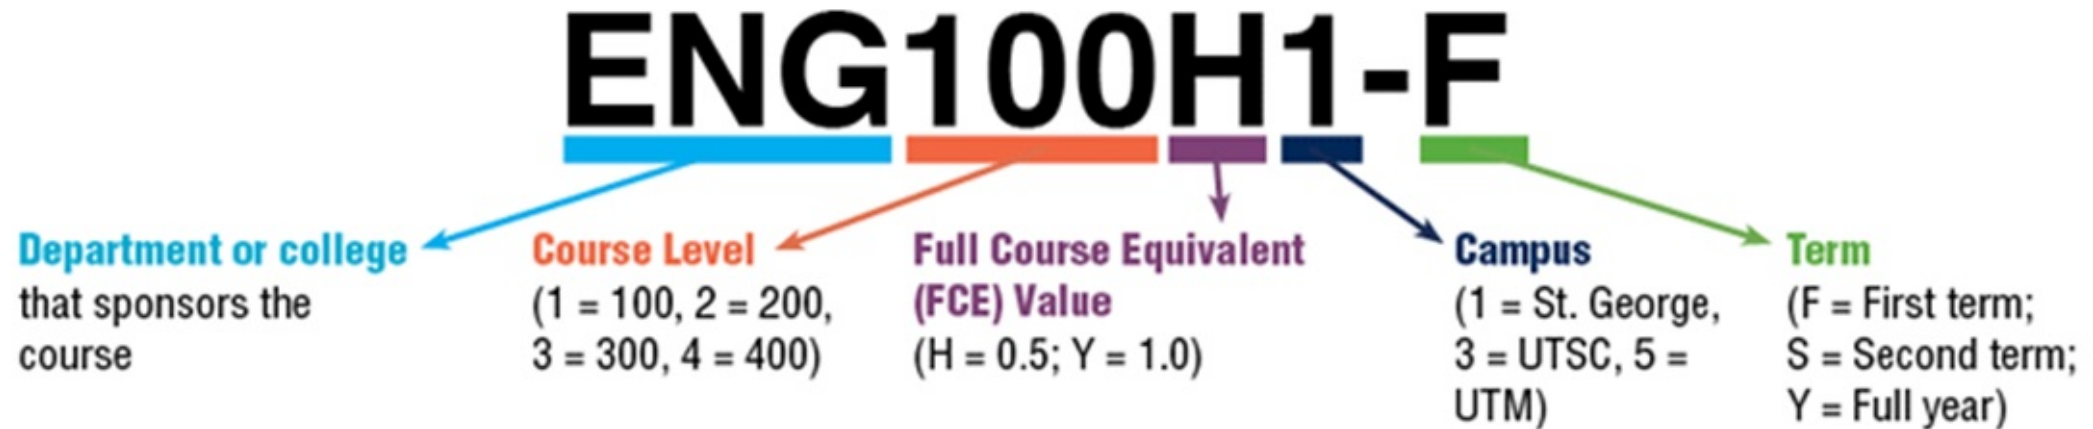 ENG100H1-F
Department or college
that sponsors the
course
Course Level
(1 = 100, 2 = 200,
3 = 300, 4 = 400)
Full Course Equivalent
(FCE) Value
(H = 0.5; Y = 1.0)
Campus
(1 = St. George,
3 = UTSC, 5 =
UTM)
Term
(F = First term;
S = Second term;
Y = Full year)